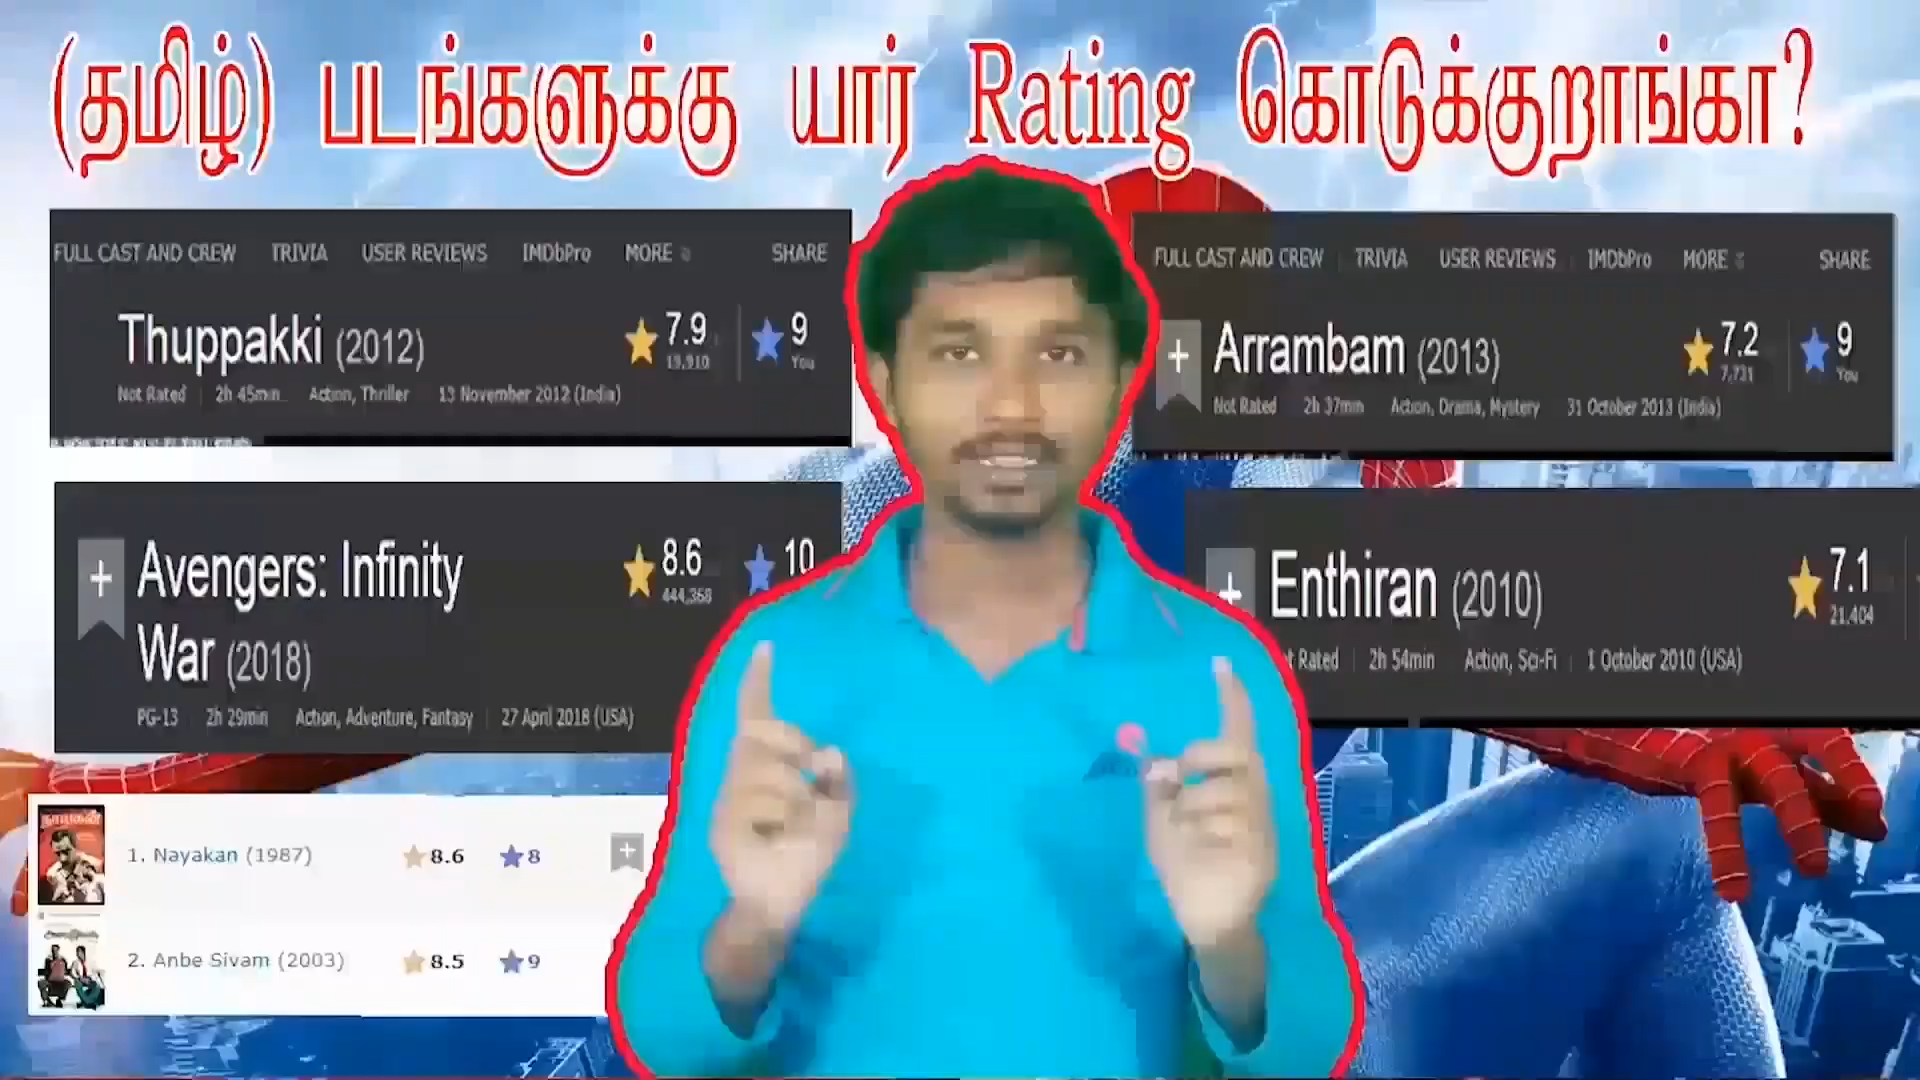 (தமிழ்) படங்களுக்கு யார் Rating கொடுக்குறாங்கா?
FULL CAST AND CREW TRIVIA USER REVIEWS IMDbPro MORE SHARE
Thuppakki (2012) 7.9 9
13,910 You
Not Rated 2h 45min Action, Thriller 13 November 2012 (India)
FULL CAST AND CREW TRIVIA USER REVIEWS IMDbPro MORE SHARE
+ Arrambam (2013) 7.2 9
7,731 You
Not Rated 2h 37min Action, Drama, Mystery 31 October 2013 (India)
+ Avengers: Infinity 8.6 10
444,368
War (2018)
PG-13 2h 29min Action, Adventure, Fantasy 27 April 2018 (USA)
+ Enthiran (2010) 7.1
21,404
t Rated 2h 54min Action, Sci-Fi 1 October 2010 (USA)
நாயகன்
1. Nayakan (1987) 8.6 8 +
2. Anbe Sivam (2003) 8.5 9